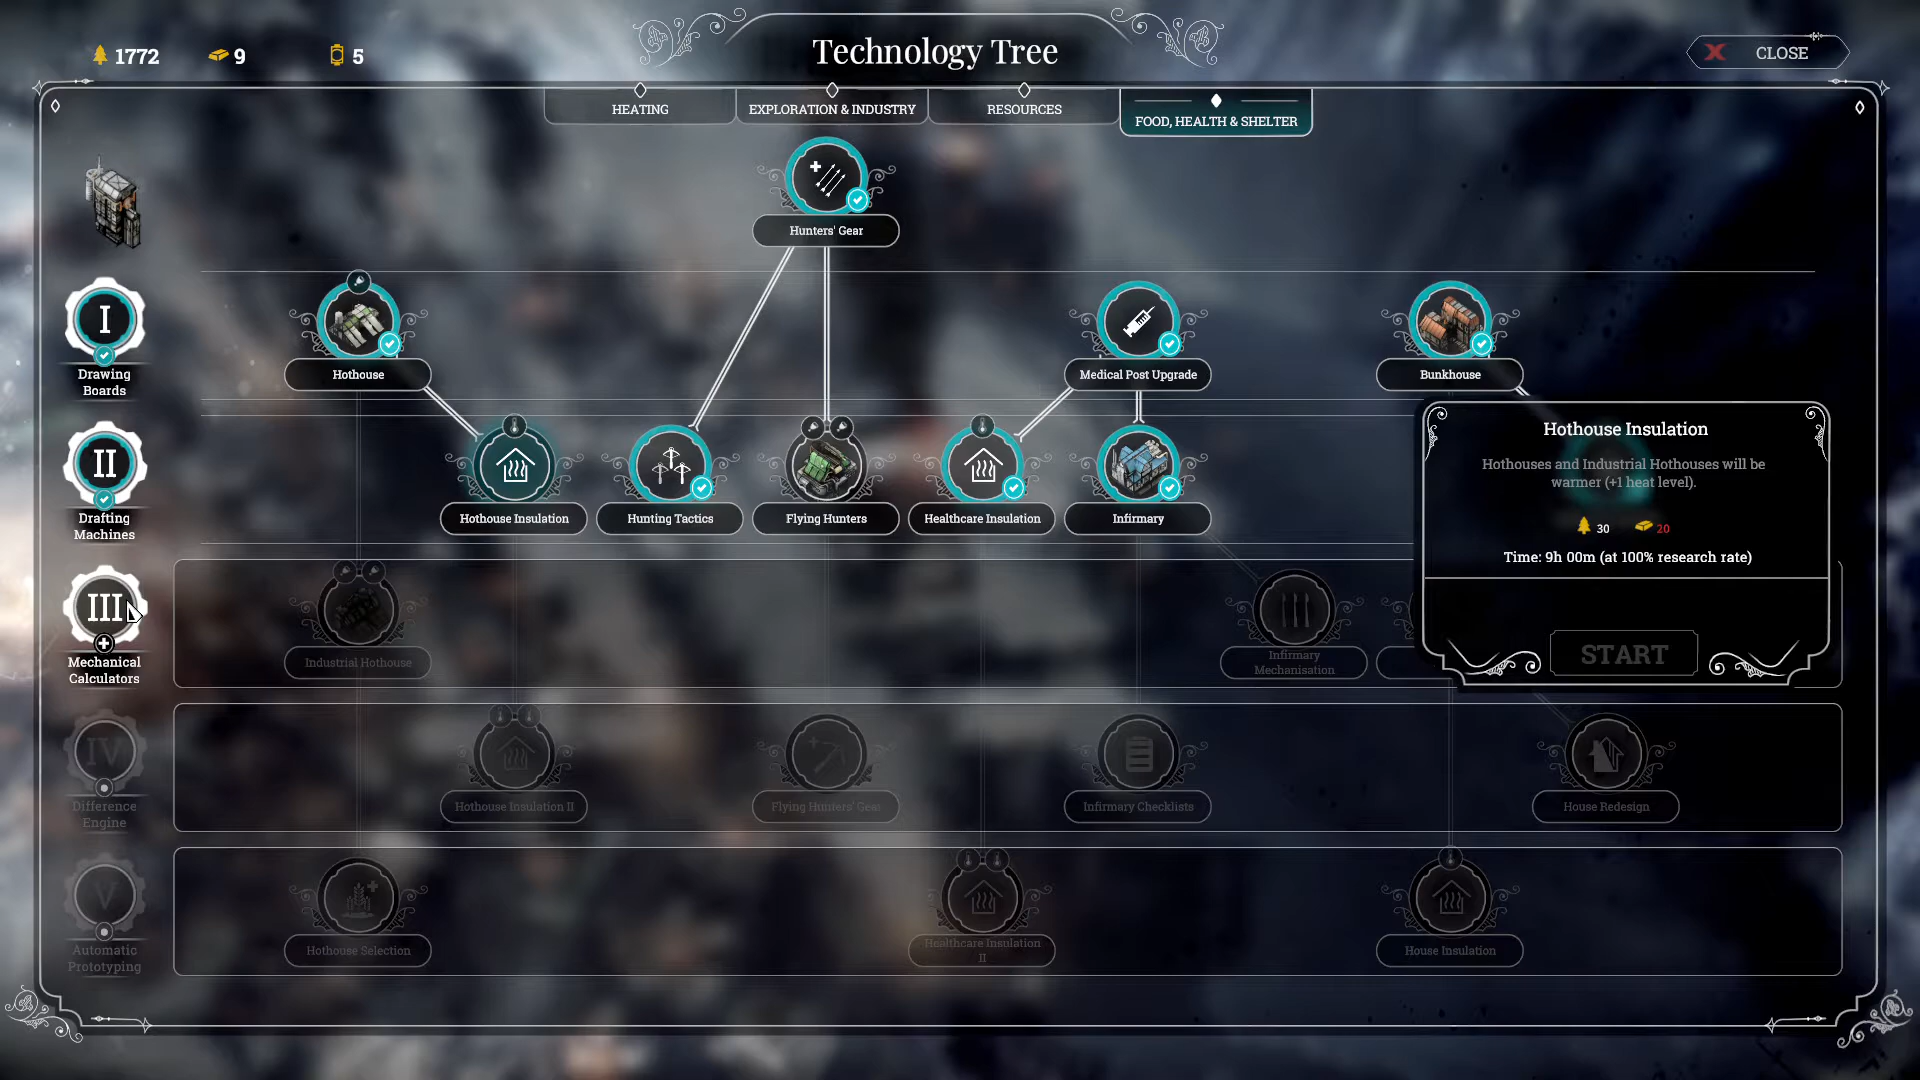 1772
9
5
Technology Tree
CLOSE
HEATING
EXPLORATION & INDUSTRY
RESOURCES
FOOD, HEALTH & SHELTER
Hunters' Gear
I
Drawing
Boards
Hothouse
Medical Post Upgrade
Bunkhouse
II
Drafting
Machines
Hothouse Insulation
Hunting Tactics
Flying Hunters
Healthcare Insulation
Infirmary
Hothouse Insulation
Hothouses and Industrial Hothouses will be
warmer (+1 heat level).
30
20
Time: 9h 00m (at 100% research rate)
START
III
Mechanical
Calculators
Industrial Hothouse
Infirmary
Mechanisation
IV
Difference
Engine
Hothouse Insulation II
Flying Hunters' Gear
Infirmary Checklists
House Redesign
V
Automatic
Prototyping
Hothouse Selection
Healthcare Insulation
II
House Insulation